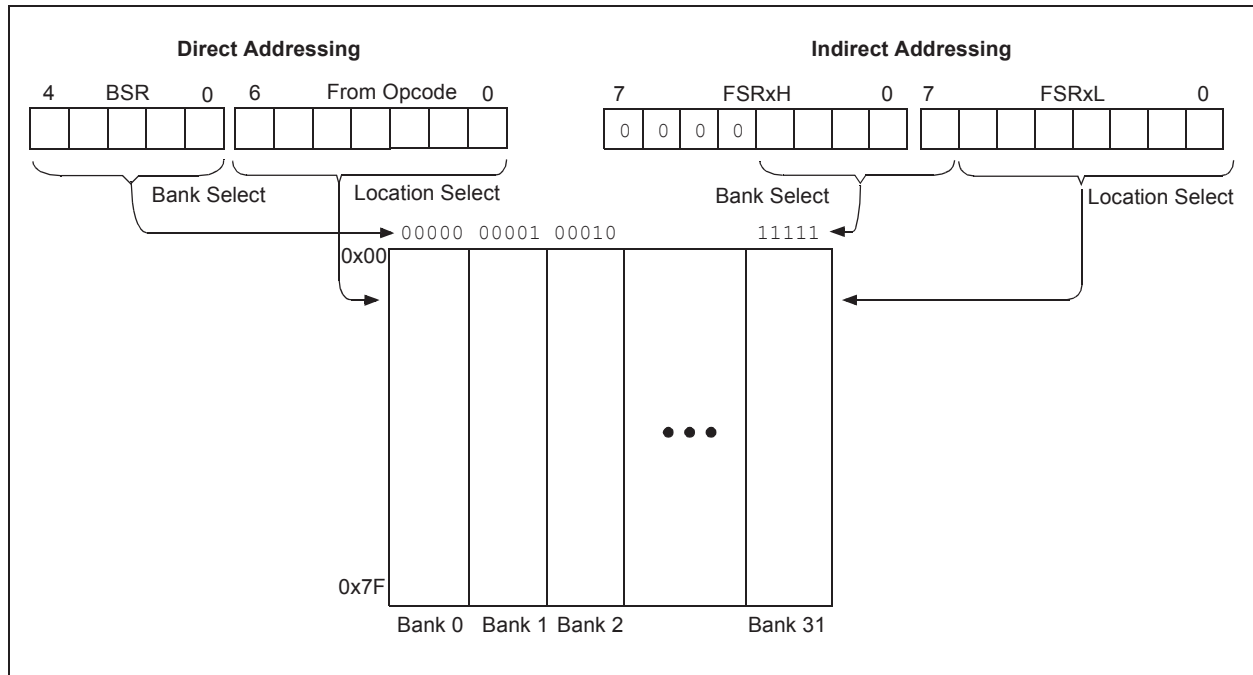 Direct Addressing
Indirect Addressing
4 BSR 0 6 From Opcode 0
7 FSRxH 0 7 FSRxL 0
0 0 0 0
Bank Select
Location Select
Bank Select
Location Select
00000 00001 00010 11111
0x00
0x7F
Bank 0 Bank 1 Bank 2 Bank 31